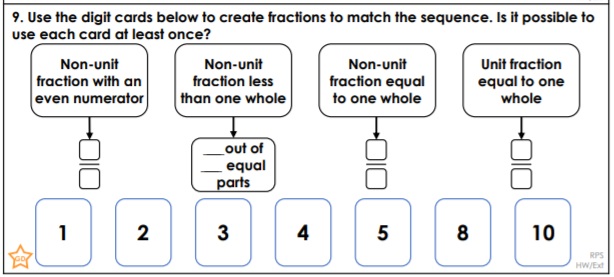 9. Use the digit cards below to create fractions to match the sequence. Is it possible to
use each card at least once?
Non-unit
fraction with an
even numerator
Non-unit
fraction less
than one whole
Non-unit
fraction equal
to one whole
Unit fraction
equal to one
whole
___out of
___ equal
parts
1 2 3 4 5 8 10
GD
RPS
HW/Ext